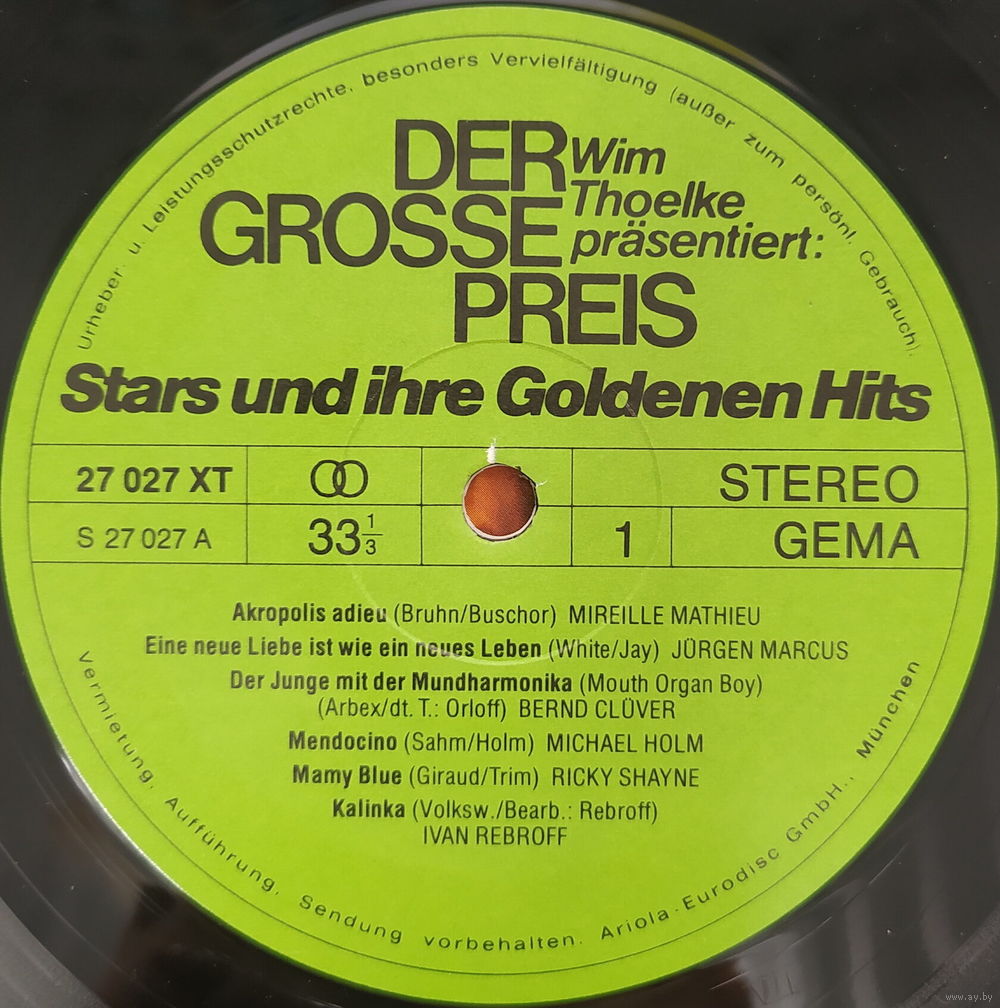 Urheber- u. Leistungsschutzrechte, besonders Vervielfältigung (außer zum persönl. Gebrauch),
DER
GROSSE
PREIS
Wim
Thoelke
präsentiert:
Stars und ihre Goldenen Hits
27 027 XT
STEREO
S 27 027 A
33 1/3
1
GEMA
Akropolis adieu (Bruhn/Buschor) MIREILLE MATHIEU
Eine neue Liebe ist wie ein neues Leben (White/Jay) JÜRGEN MARCUS
Der Junge mit der Mundharmonika (Mouth Organ Boy)
(Arbex/dt. T.: Orloff) BERND CLÜVER
Mendocino (Sahm/Holm) MICHAEL HOLM
Mamy Blue (Giraud/Trim) RICKY SHAYNE
Kalinka (Volksw./Bearb.: Rebroff)
IVAN REBROFF
Vermietung, Aufführung, Sendung vorbehalten. Ariola-Eurodisc GmbH., München
www.ay.by